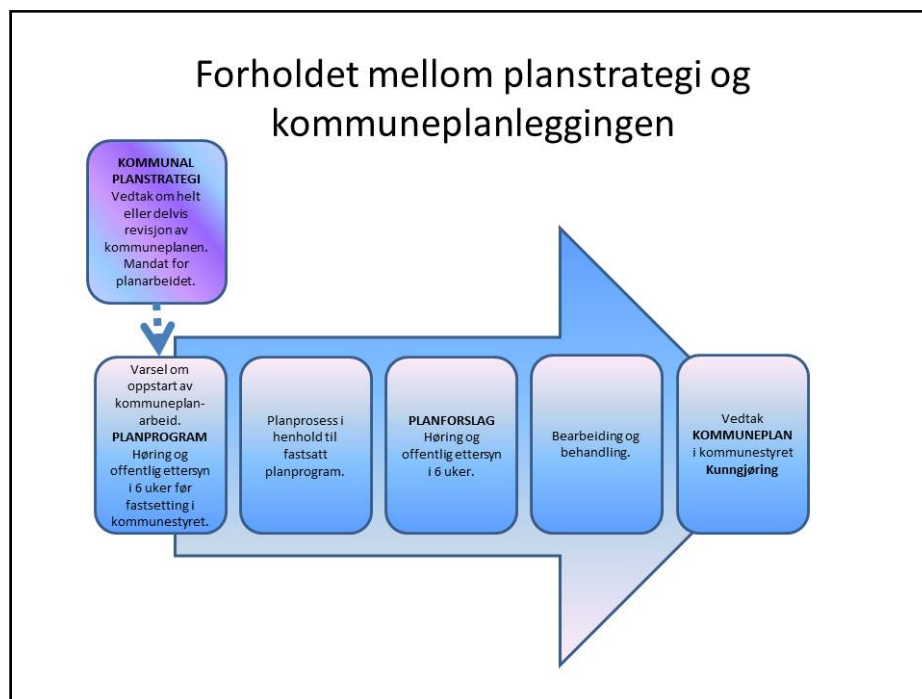 Forholdet mellom planstrategi og
kommuneplanleggingen
KOMMUNAL
PLANSTRATEGI
Vedtak om helt
eller delvis
revisjon av
kommuneplanen.
Mandat for
planarbeidet.
Varsel om
oppstart av
kommuneplan-
arbeid.
PLANPROGRAM
Høring og
offentlig ettersyn
i 6 uker før
fastsetting i
kommunestyret.
Planprosess i
henhold til
fastsatt
planprogram.
PLANFORSLAG
Høring og
offentlig ettersyn
i 6 uker.
Bearbeiding og
behandling.
Vedtak
KOMMUNEPLAN
i kommunestyret
Kunngjøring